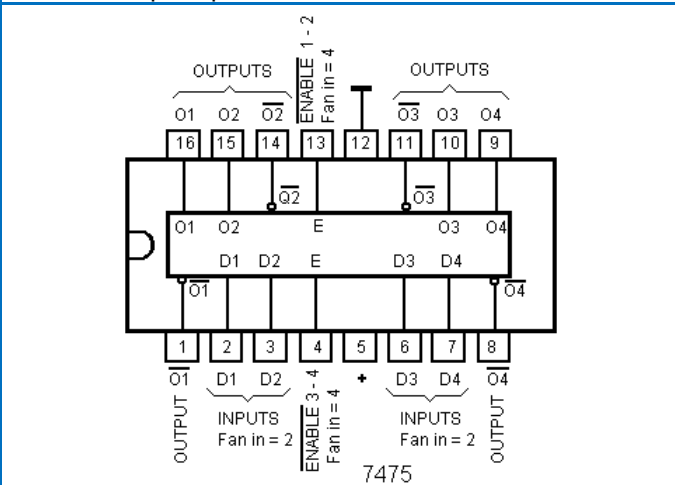 ENABLE 1 - 2
Fan in = 4
OUTPUTS
OUTPUTS
O1 O2 O2̅ O3̅ O3 O4
16 15 14 13 12 11 10 9
Q2̅ O3̅
O1 O2 E O3 O4
D1 D2 E D3 D4
O1̅ O4̅
1 2 3 4 5 6 7 8
O1̅ D1 D2 + D3 D4 O4̅
OUTPUT
INPUTS
Fan in = 2
ENABLE 3 - 4
Fan in = 4
INPUTS
Fan in = 2
OUTPUT
7475